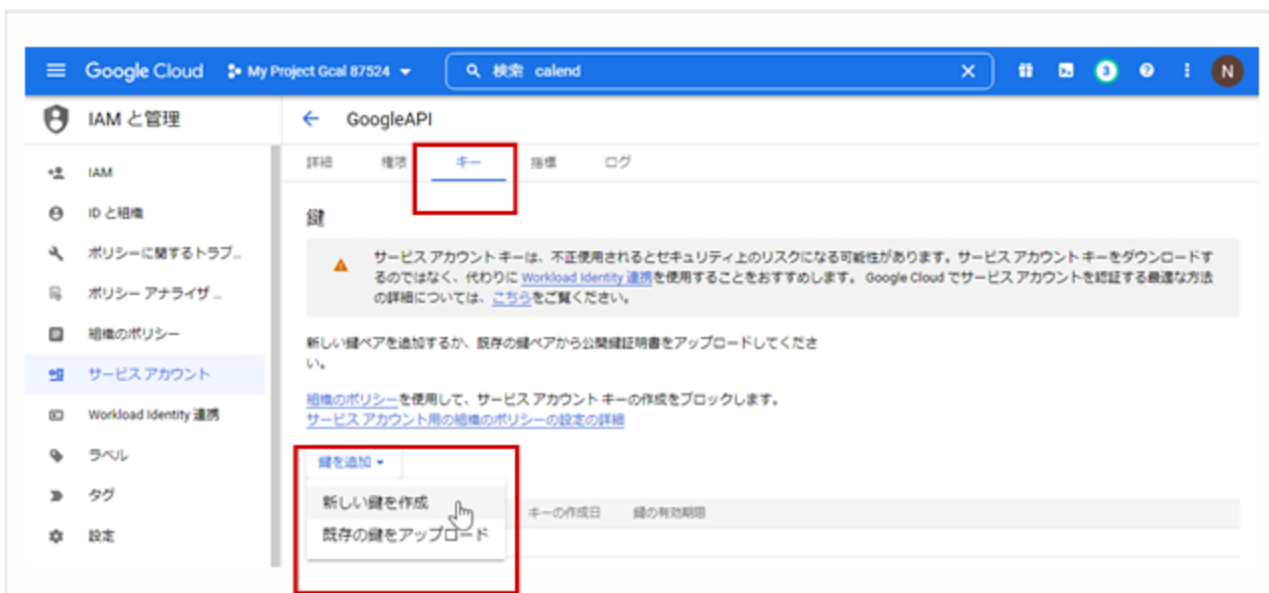 Google Cloud My Project Gcal 87524 検索 calend 3 N
IAM と管理
GoogleAPI
詳細 権限 キー 指標 ログ
IAM
ID と組織
ポリシーに関するトラブ...
ポリシー アナライザ ...
組織のポリシー
サービス アカウント
Workload Identity 連携
ラベル
タグ
設定
鍵
サービス アカウント キーは、不正使用されるとセキュリティ上のリスクになる可能性があります。サービス アカウント キーをダウンロードす
るのではなく、代わりに Workload Identity 連携を使用することをおすすめします。 Google Cloud でサービス アカウントを認証する最適な方法
の詳細については、こちらをご覧ください。
新しい鍵ペアを追加するか、既存の鍵ペアから公開鍵証明書をアップロードしてくださ
い。
組織のポリシーを使用して、サービス アカウント キーの作成をブロックします。
サービス アカウント用の組織のポリシーの設定の詳細
鍵を追加
新しい鍵を作成
既存の鍵をアップロード
キーの作成日 鍵の有効期限